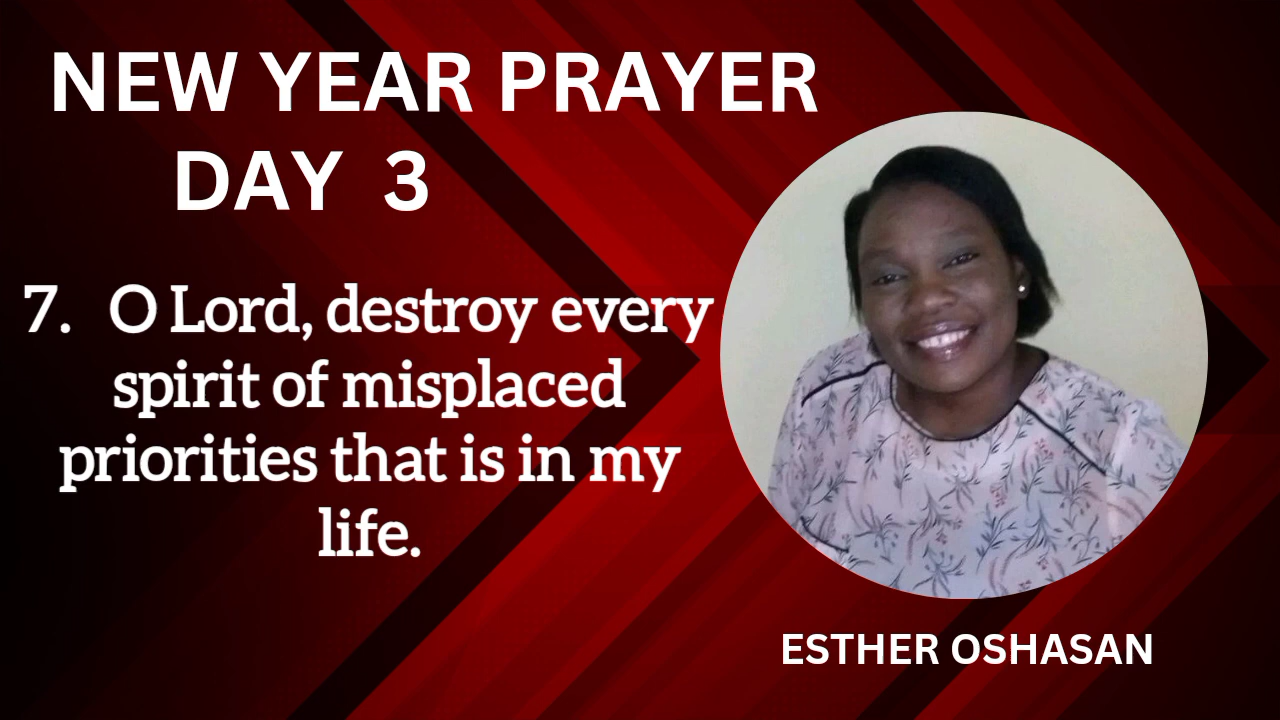 NEW YEAR PRAYER
DAY 3
7. O Lord, destroy every
spirit of misplaced
priorities that is in my
life.
ESTHER OSHASAN